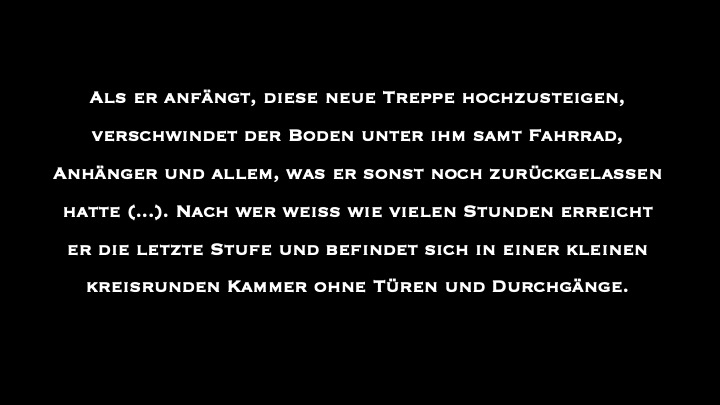 Als er anfängt, diese neue Treppe hochzusteigen,
verschwindet der Boden unter ihm samt Fahrrad,
Anhänger und allem, was er sonst noch zurückgelassen
hatte (...). Nach wer weiss wie vielen Stunden erreicht
er die letzte Stufe und befindet sich in einer kleinen
kreisrunden Kammer ohne Türen und Durchgänge.